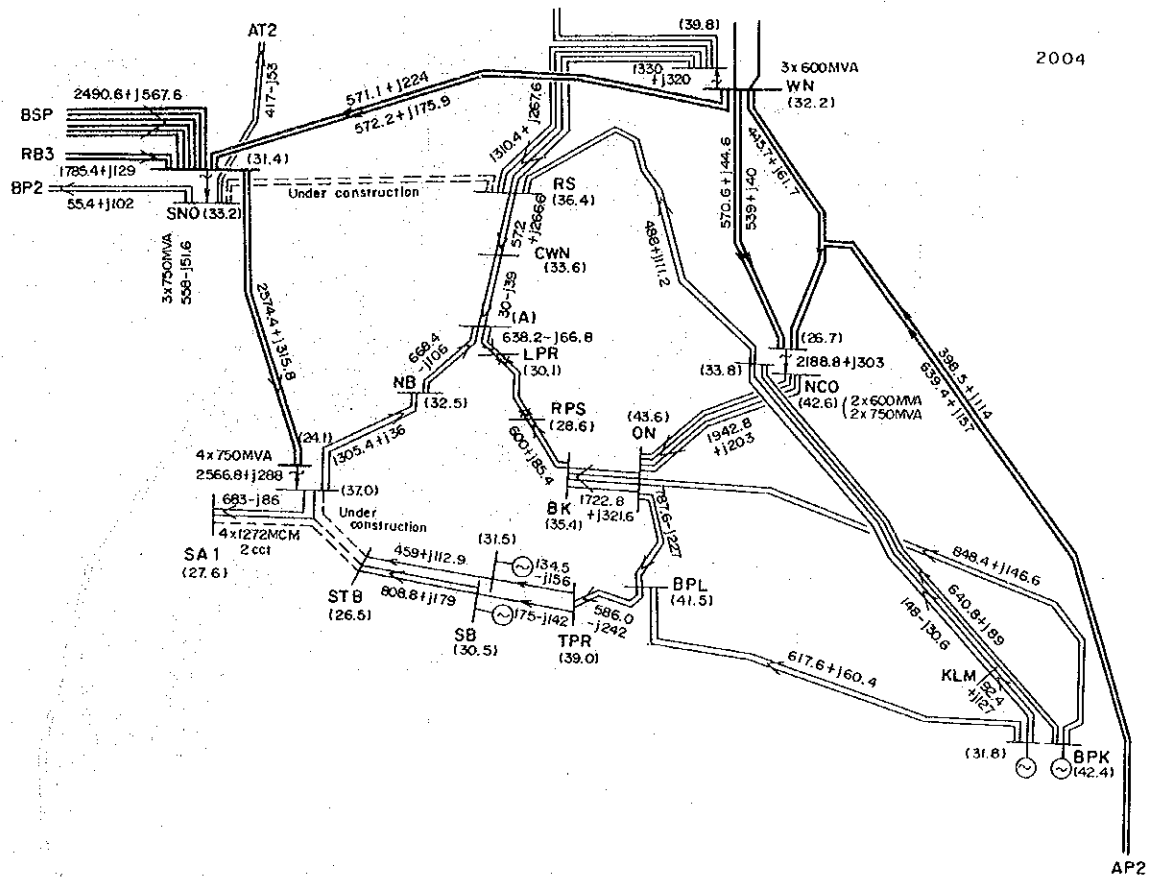 2004
AT2
417-j53
(39.8)
1330
+j320
3x600MVA
WN
(32.2)
2490.6+j567.6
BSP
RB3
1785.4+j129
BP2
55.4+j102
571.1+j224
572.2+j175.9
1310.4+j267.6
(31.4)
Under construction
RS
(36.4)
SNO
(33.2)
3x750MVA
558-j51.6
57.2
+j266.6
CWN
(33.6)
30-j39
(A)
638.2-j66.8
LPR
(30.1)
488+j111.2
570.6+j44.6
539+j40
445.7+j61.7
2574.4+j315.8
668.4
-j106
NB
(32.5)
RPS
(28.6)
600+j85.4
(26.7)
2188.8+j303
(33.8)
NCO
(42.6)
2x600MVA
2x750MVA
398.5+j11.4
639.4+j157
(43.6)
ON
1942.8
+j203
(24.1)
1305.4+j36
4x750MVA
2566.8+j288
(37.0)
683-j86
Under
construction
4x1272MCM
2cct
SA1
(27.6)
BK
(35.4)
1722.8
+j321.6
787.6-j227
848.4+j146.6
(31.5)
459+j112.9
134.5
-j156
STB
(26.5)
808.8+j179
175-j142
SB
(30.5)
TPR
(39.0)
586.0
-j242
BPL
(41.5)
640.8+j89
148-j30.6
617.6+j60.4
KLM
92.4
+j127
(31.8)
BPK
(42.4)
AP2